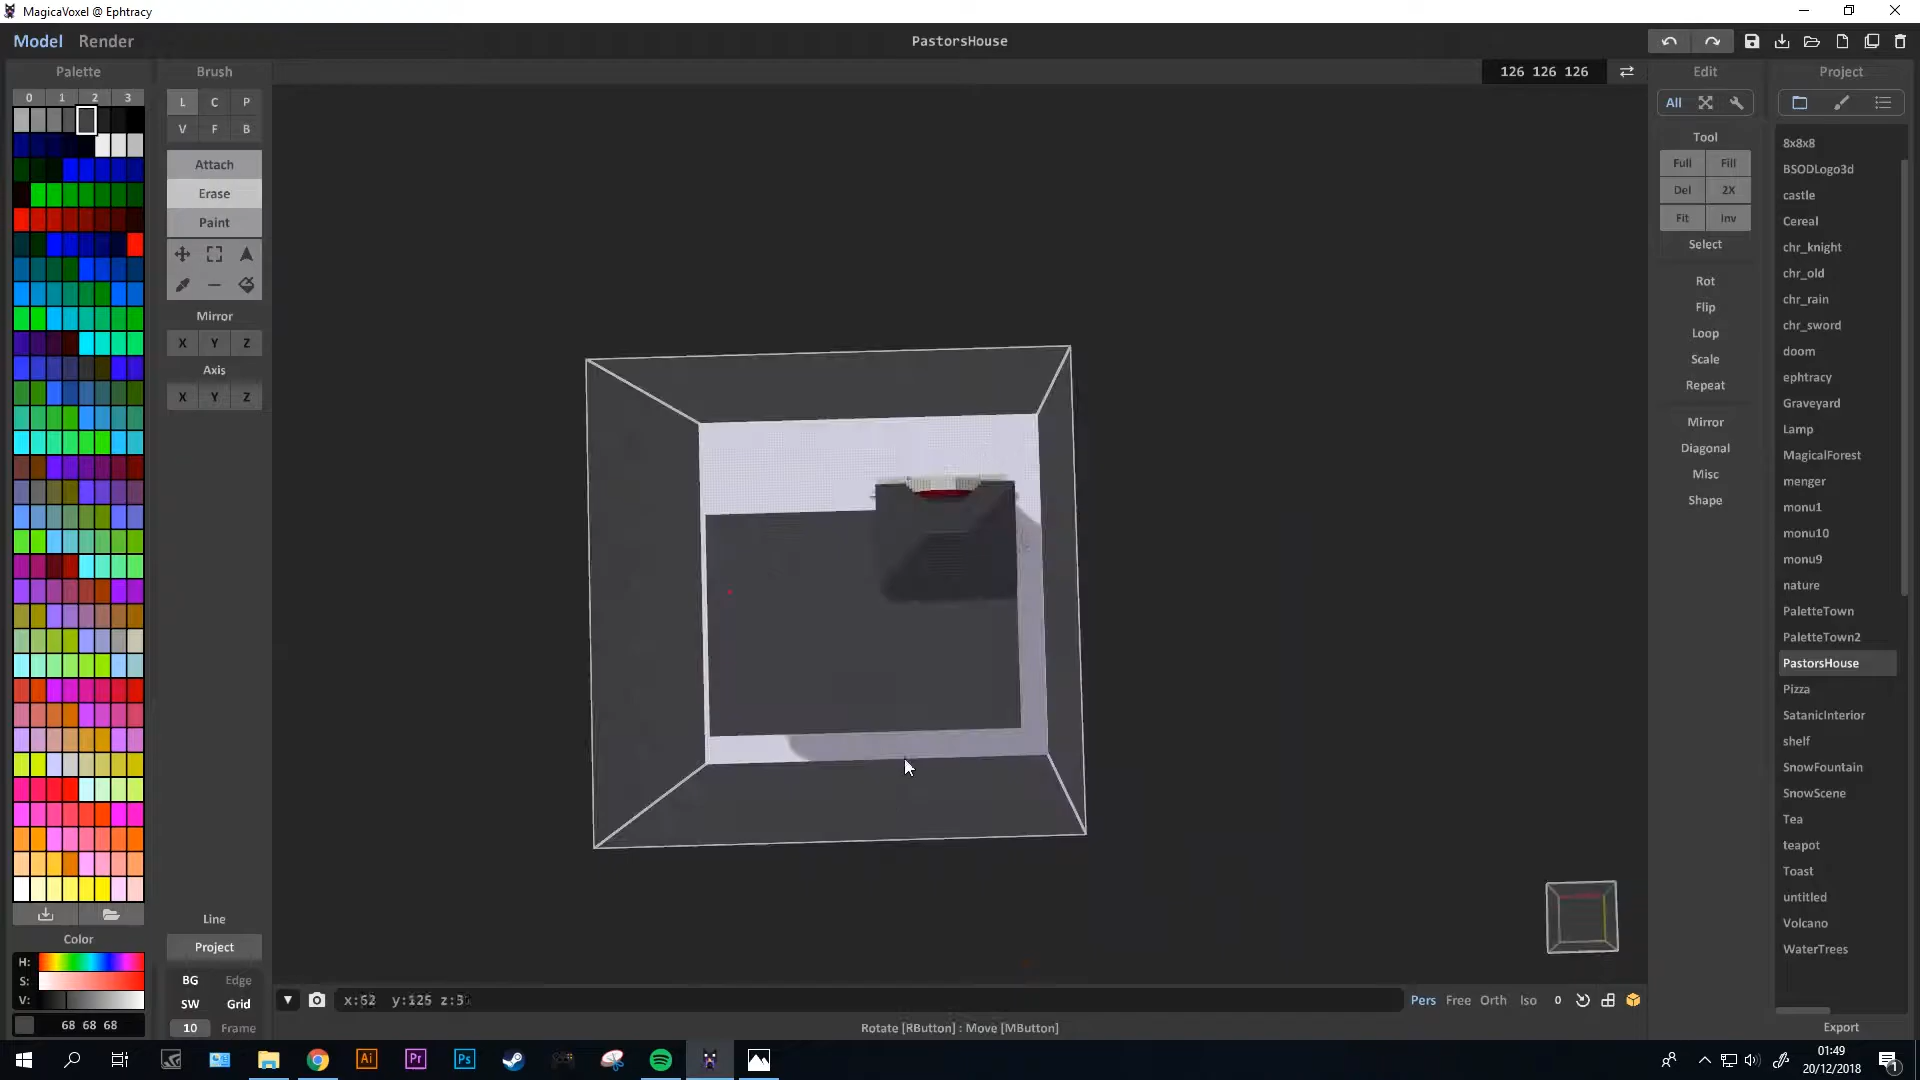 MagicaVoxel @ Ephtracy
Model Render
PastorsHouse
Palette
Brush
126 126 126
Edit
Project
0 1 2 3
L C P
V F B
All
Attach
Erase
Paint
Mirror
X Y Z
Axis
X Y Z
Tool
Full Fill
Del 2X
Fit Inv
Select
Rot
Flip
Loop
Scale
Repeat
Mirror
Diagonal
Misc
Shape
8x8x8
BSODLogo3d
castle
Cereal
chr_knight
chr_old
chr_rain
chr_sword
doom
ephtracy
Graveyard
Lamp
MagicalForest
menger
monu1
monu10
monu9
nature
PaletteTown
PaletteTown2
PastorsHouse
Pizza
SatanicInterior
shelf
SnowFountain
SnowScene
Tea
teapot
Toast
untitled
Volcano
WaterTrees
Line
Project
BG Edge
SW Grid
10 Frame
Color
H:
S:
V:
68 68 68
y:125
Pers Free Orth Iso 0
Rotate [RButton] : Move [MButton]
Export
Ai Pr Ps
01:49
20/12/2018
1